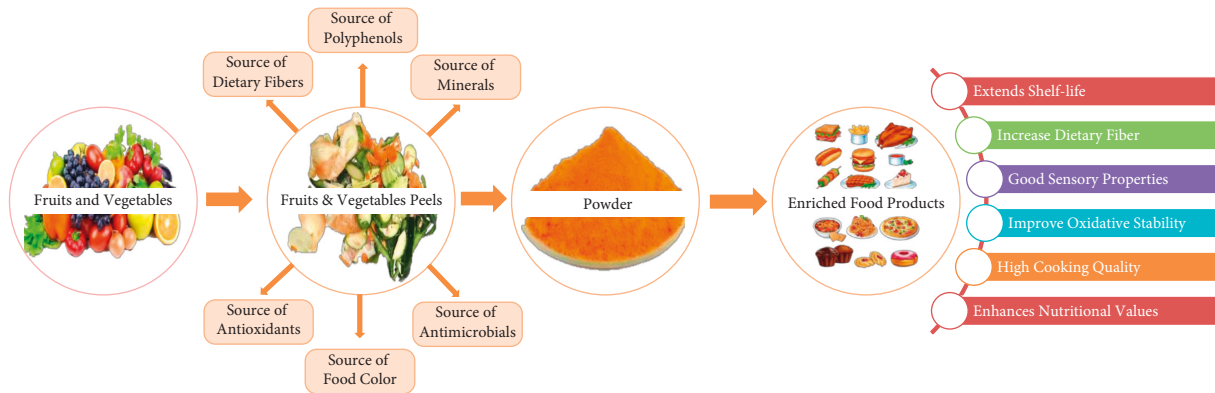 Source of
Polyphenols
Source of
Dietary Fibers
Source of
Minerals
Fruits and Vegetables
Fruits & Vegetables Peels
Source of
Antioxidants
Source of
Food Color
Source of
Antimicrobials
Powder
Enriched Food Products
Extends Shelf-life
Increase Dietary Fiber
Good Sensory Properties
Improve Oxidative Stability
High Cooking Quality
Enhances Nutritional Values